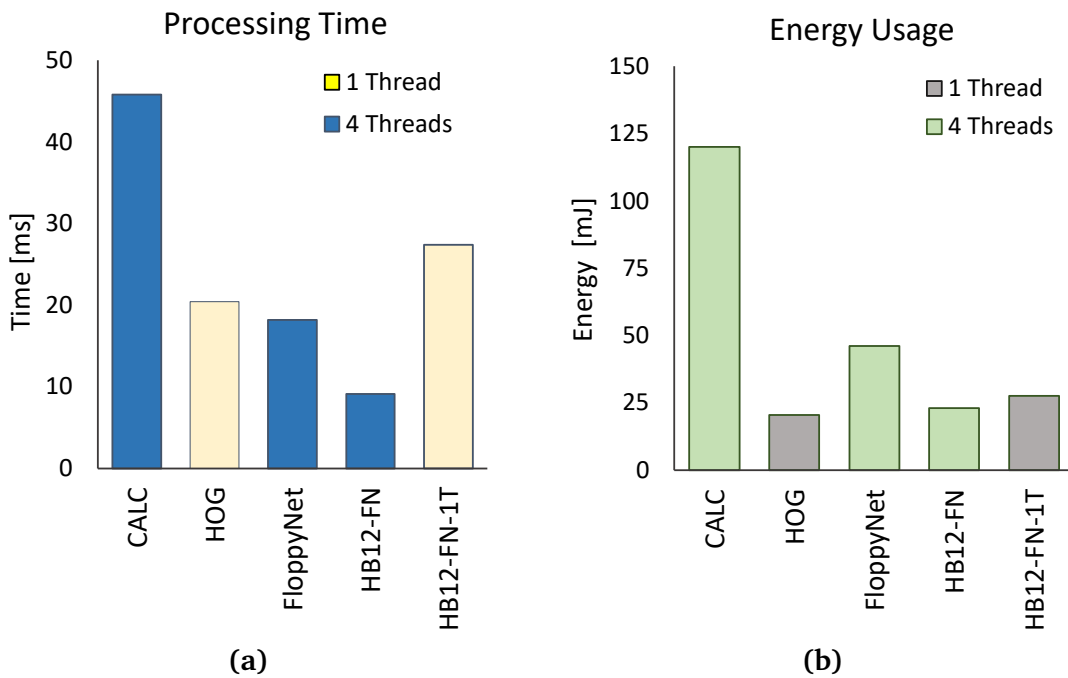 Processing Time
50
40
30
20
10
0
Time [ms]
1 Thread
4 Threads
CALC
HOG
FloppyNet
HB12-FN
HB12-FN-1T
(a)
Energy Usage
150
125
100
75
50
25
0
Energy [mJ]
1 Thread
4 Threads
CALC
HOG
FloppyNet
HB12-FN
HB12-FN-1T
(b)